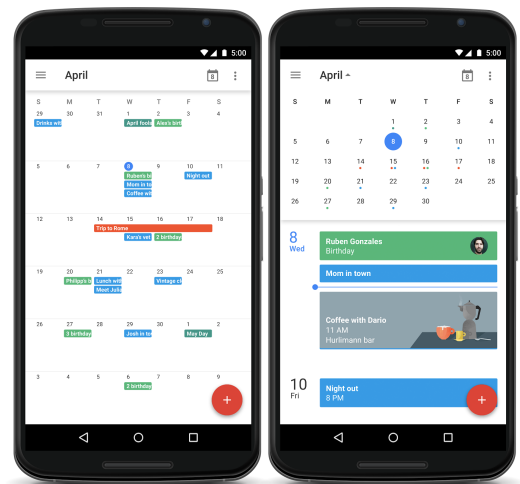 5:00
April
8
S M T W T F S
29 30 31 1 2 3 4
Drinks wit April fools Alex's birt
5 6 7 8 9 10 11
Ruben's b Night out
Mom in to
Coffee wit
12 13 14 15 16 17 18
Trip to Rome
Kara's vet 2 birthday
19 20 21 22 23 24 25
Philipp's b Lunch with Vintage cl
Meet Julia
26 27 28 29 30 1 2
3 birthday Josh in to May Day
3 4 5 6 7 8 9
2 birthday
+
5:00
April
8
S M T W T F S
1 2 3 4
5 6 7 8 9 10 11
12 13 14 15 16 17 18
19 20 21 22 23 24 25
26 27 28 29 30
8
Wed
Ruben Gonzales
Birthday
Mom in town
Coffee with Dario
11 AM
Hurlimann bar
10
Fri
Night out
8 PM
+